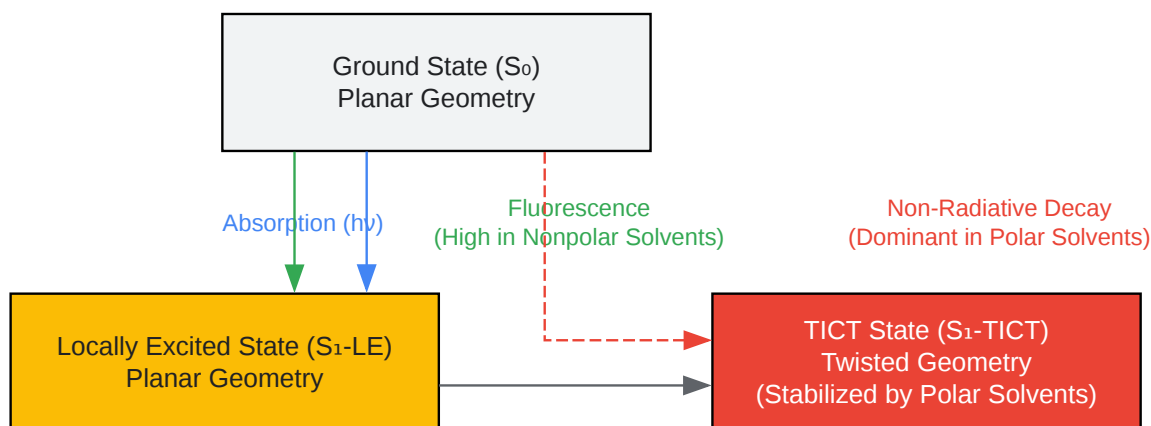 Ground State (S₀)
Planar Geometry
Absorption (hν)
Fluorescence
(High in Nonpolar Solvents)
Non-Radiative Decay
(Dominant in Polar Solvents)
Locally Excited State (S₁-LE)
Planar Geometry
TICT State (S₁-TICT)
Twisted Geometry
(Stabilized by Polar Solvents)